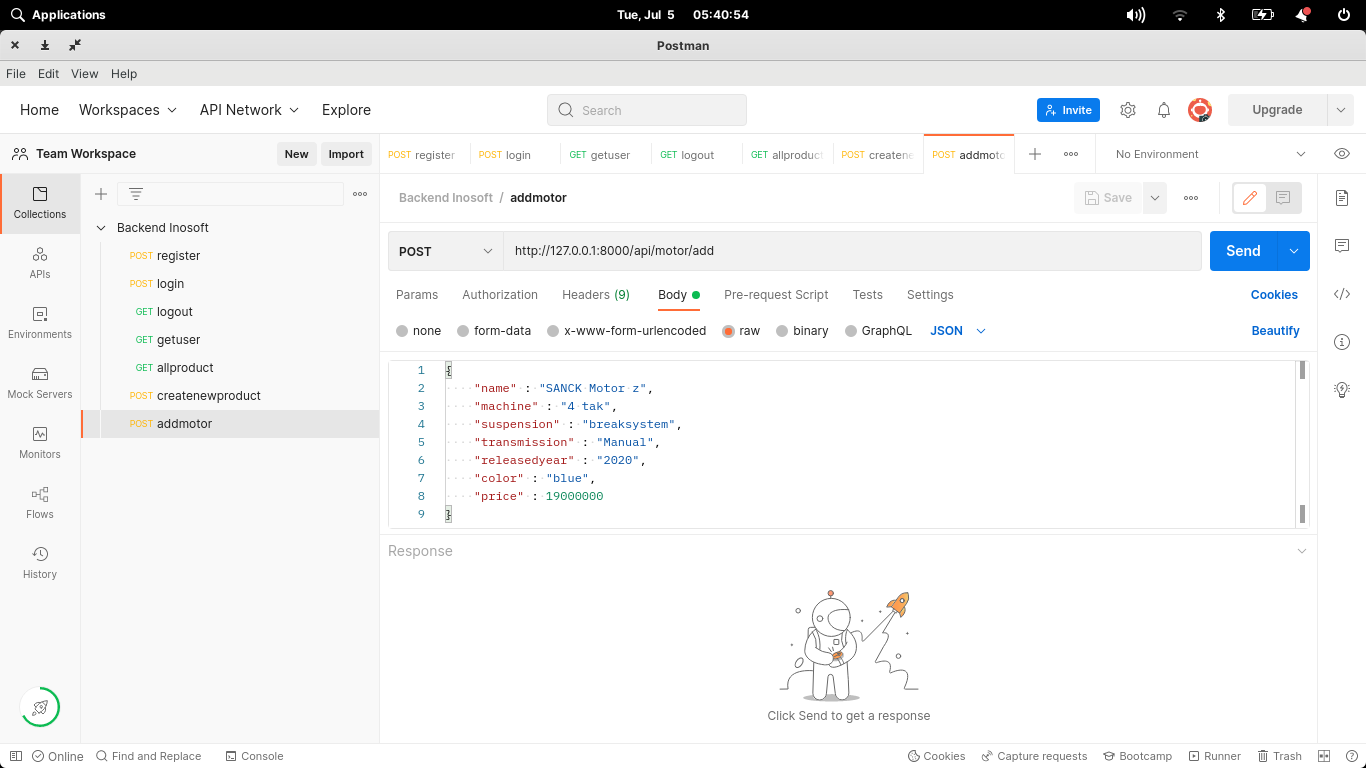 Applications
Tue, Jul 5 05:40:54
Postman
File Edit View Help
Home Workspaces API Network Explore
Search
Invite
Upgrade
Team Workspace
New Import
POST register
POST login
GET getuser
GET logout
GET allproduct
POST createne
POST addmoto
No Environment
Collections
APIs
Environments
Mock Servers
Monitors
Flows
History
Backend Inosoft
POST register
POST login
GET logout
GET getuser
GET allproduct
POST createnewproduct
POST addmotor
Backend Inosoft / addmotor
Save
POST http://127.0.0.1:8000/api/motor/add
Send
Params Authorization Headers (9) Body Pre-request Script Tests Settings
Cookies
none form-data x-www-form-urlencoded raw binary GraphQL JSON
Beautify
1 {
2 "name" : "SANCK Motor z",
3 "machine" : "4 tak",
4 "suspension" : "breaksystem",
5 "transmission" : "Manual",
6 "releasedyear" : "2020",
7 "color" : "blue",
8 "price" : 19000000
9 }
Response
Click Send to get a response
Online Find and Replace Console
Cookies Capture requests Bootcamp Runner Trash